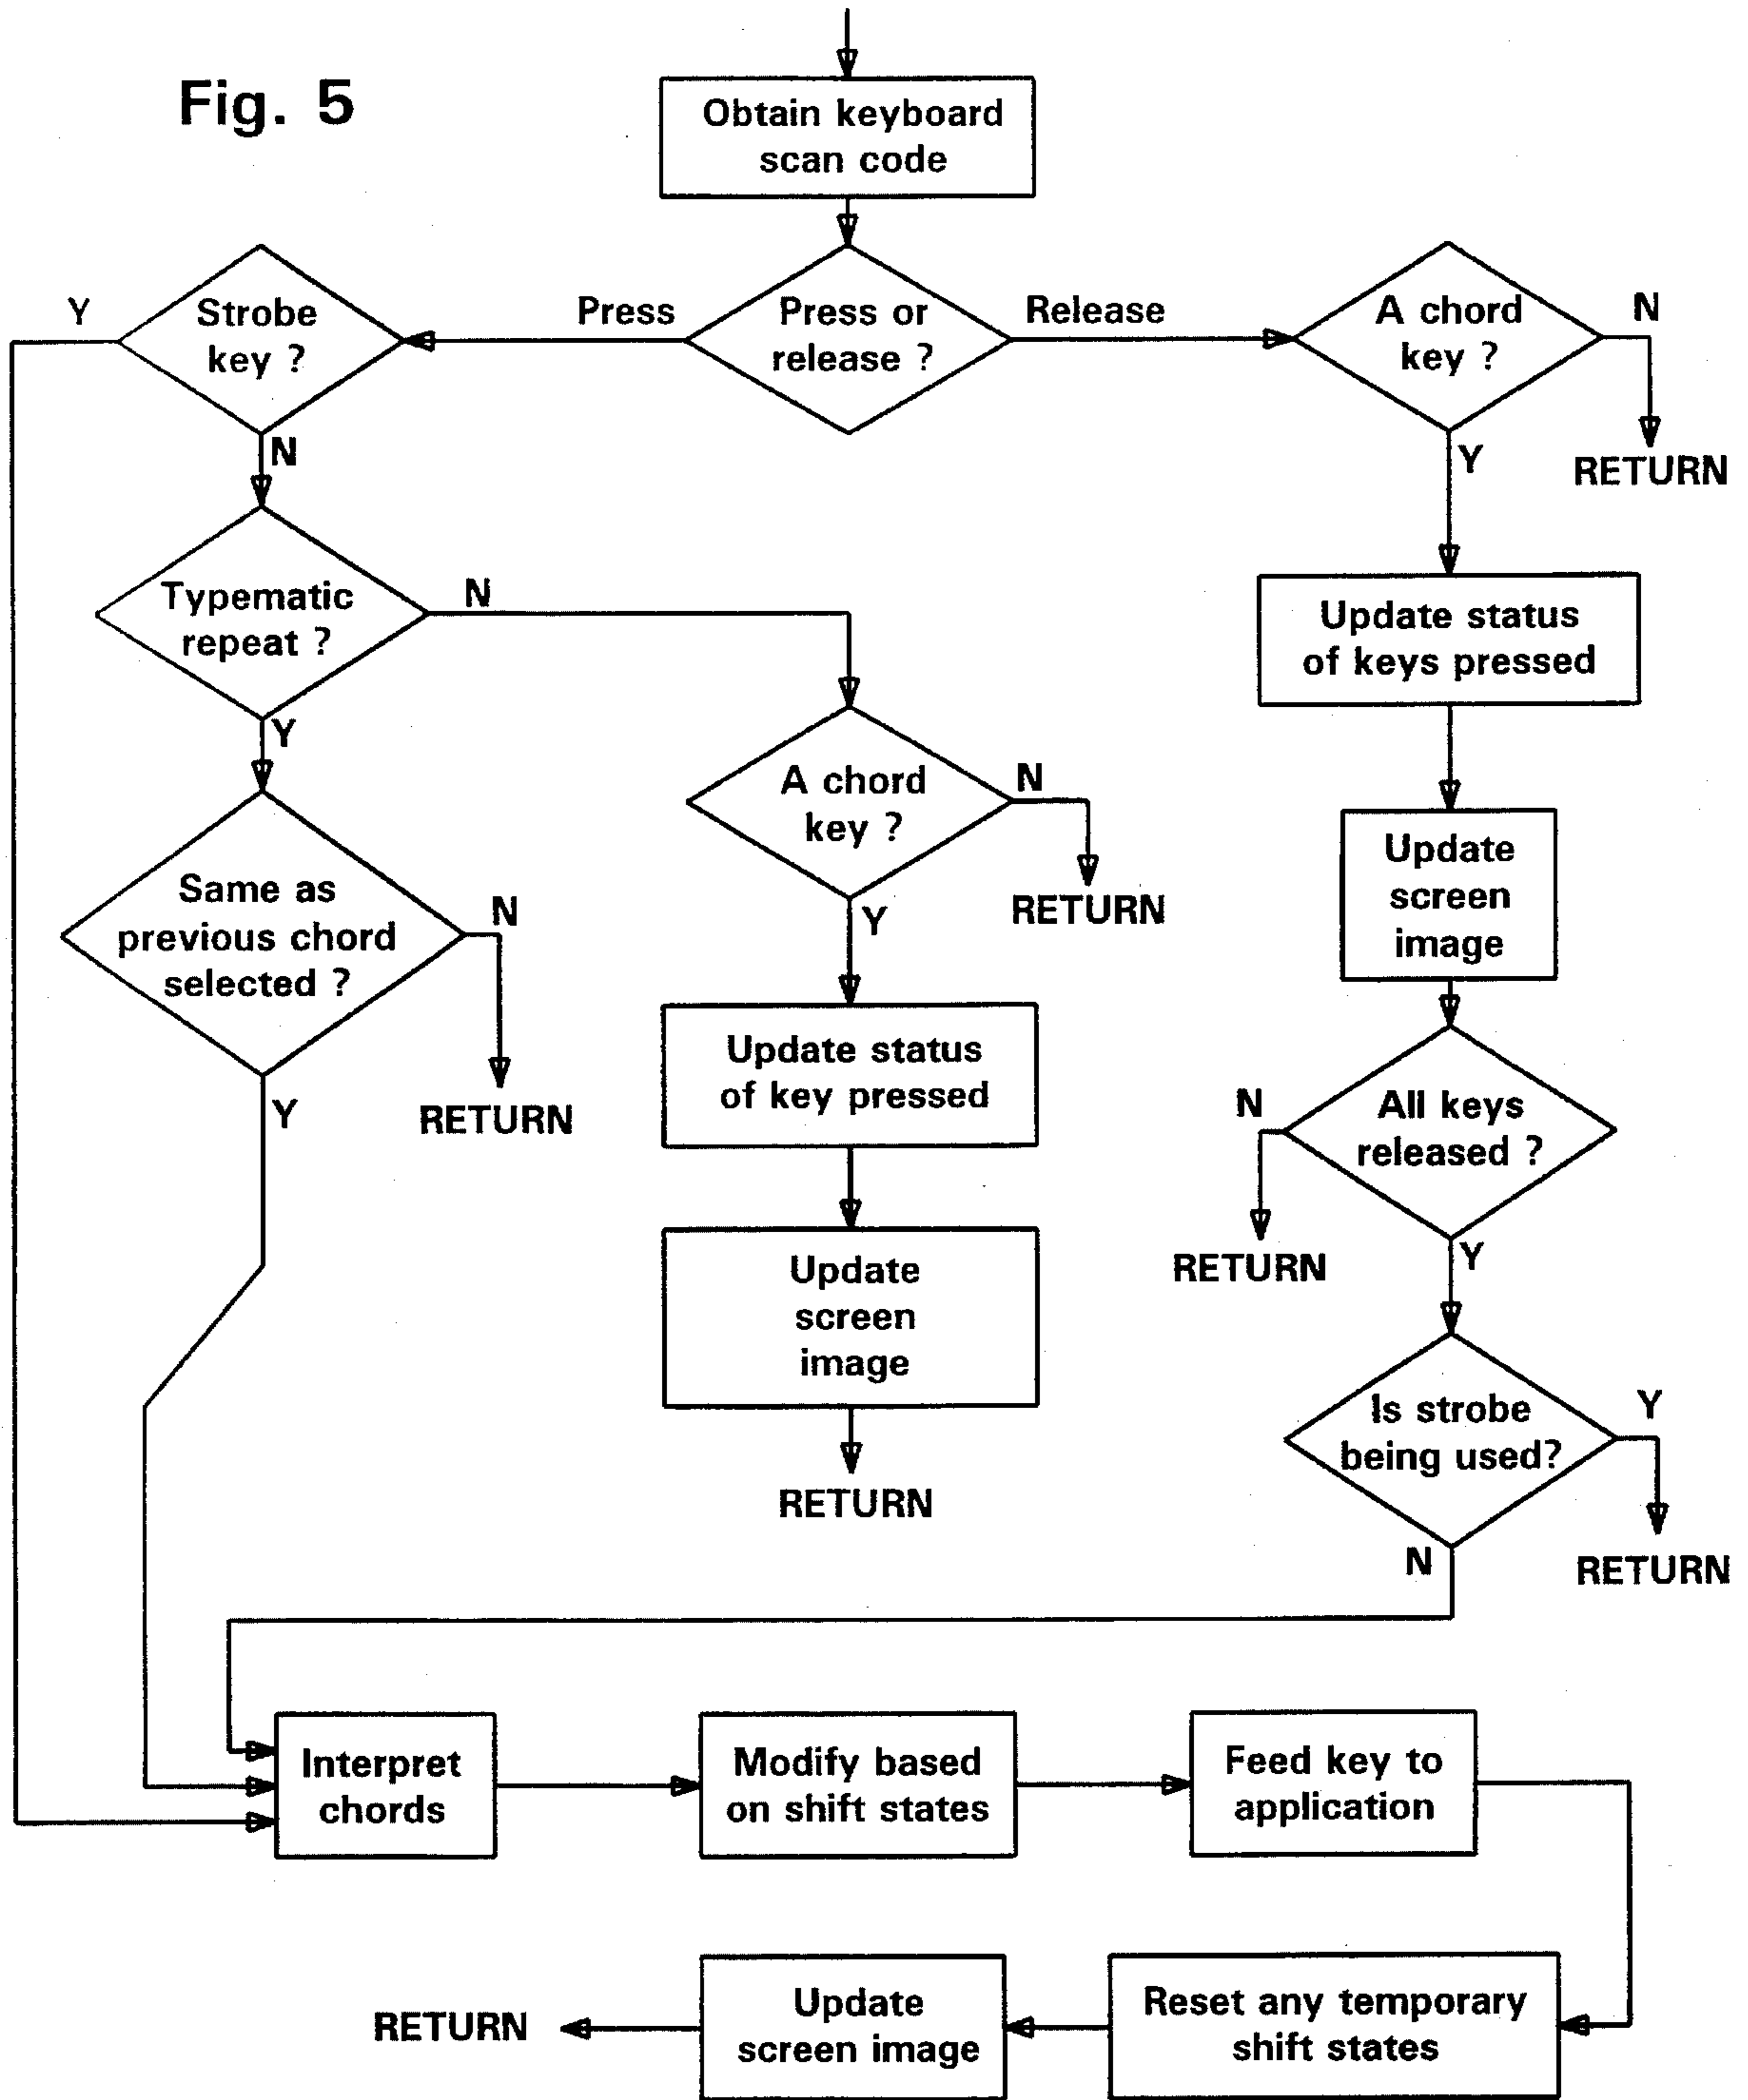 Fig. 5
Obtain keyboard
scan code
Y
Strobe
key ?
Press
Press or
release ?
Release
A chord
key ?
N
RETURN
N
Y
Typematic
repeat ?
N
Update status
of keys pressed
Y
A chord
key ?
N
RETURN
Update
screen
image
Same as
previous chord
selected ?
N
RETURN
Y
Y
Update status
of key pressed
N
All keys
released ?
RETURN
Y
Update
screen
image
RETURN
Is strobe
being used?
Y
RETURN
N
Interpret
chords
Modify based
on shift states
Feed key to
application
RETURN
Update
screen image
Reset any temporary
shift states